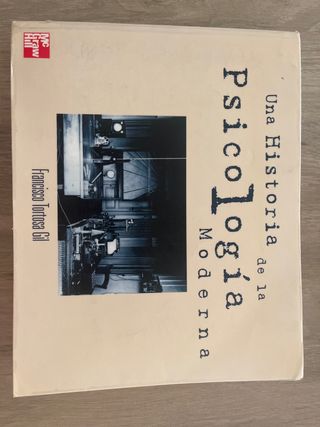 Mc
Graw
Hill
Una Historia
de la
Psicología
Moderna
Francisco Tortosa Gil